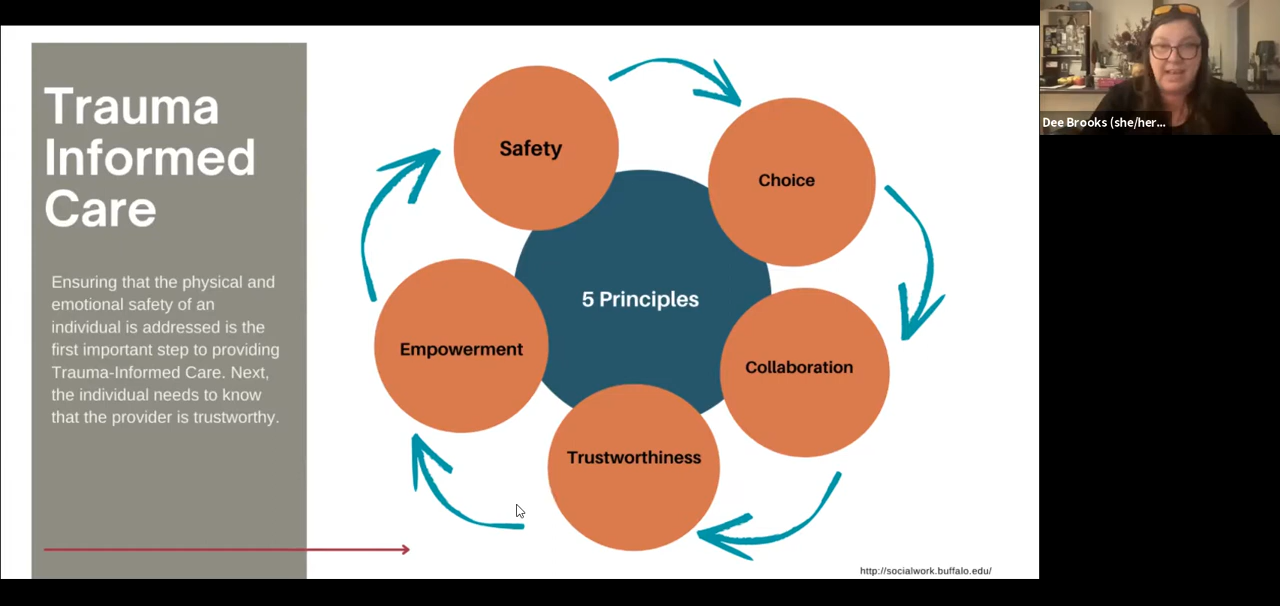 Trauma
Informed
Care
Ensuring that the physical and
emotional safety of an
individual is addressed is the
first important step to providing
Trauma-Informed Care. Next,
the individual needs to know
that the provider is trustworthy.
Safety
Choice
5 Principles
Empowerment
Collaboration
Trustworthiness
http://socialwork.buffalo.edu/
Dee Brooks (she/her...